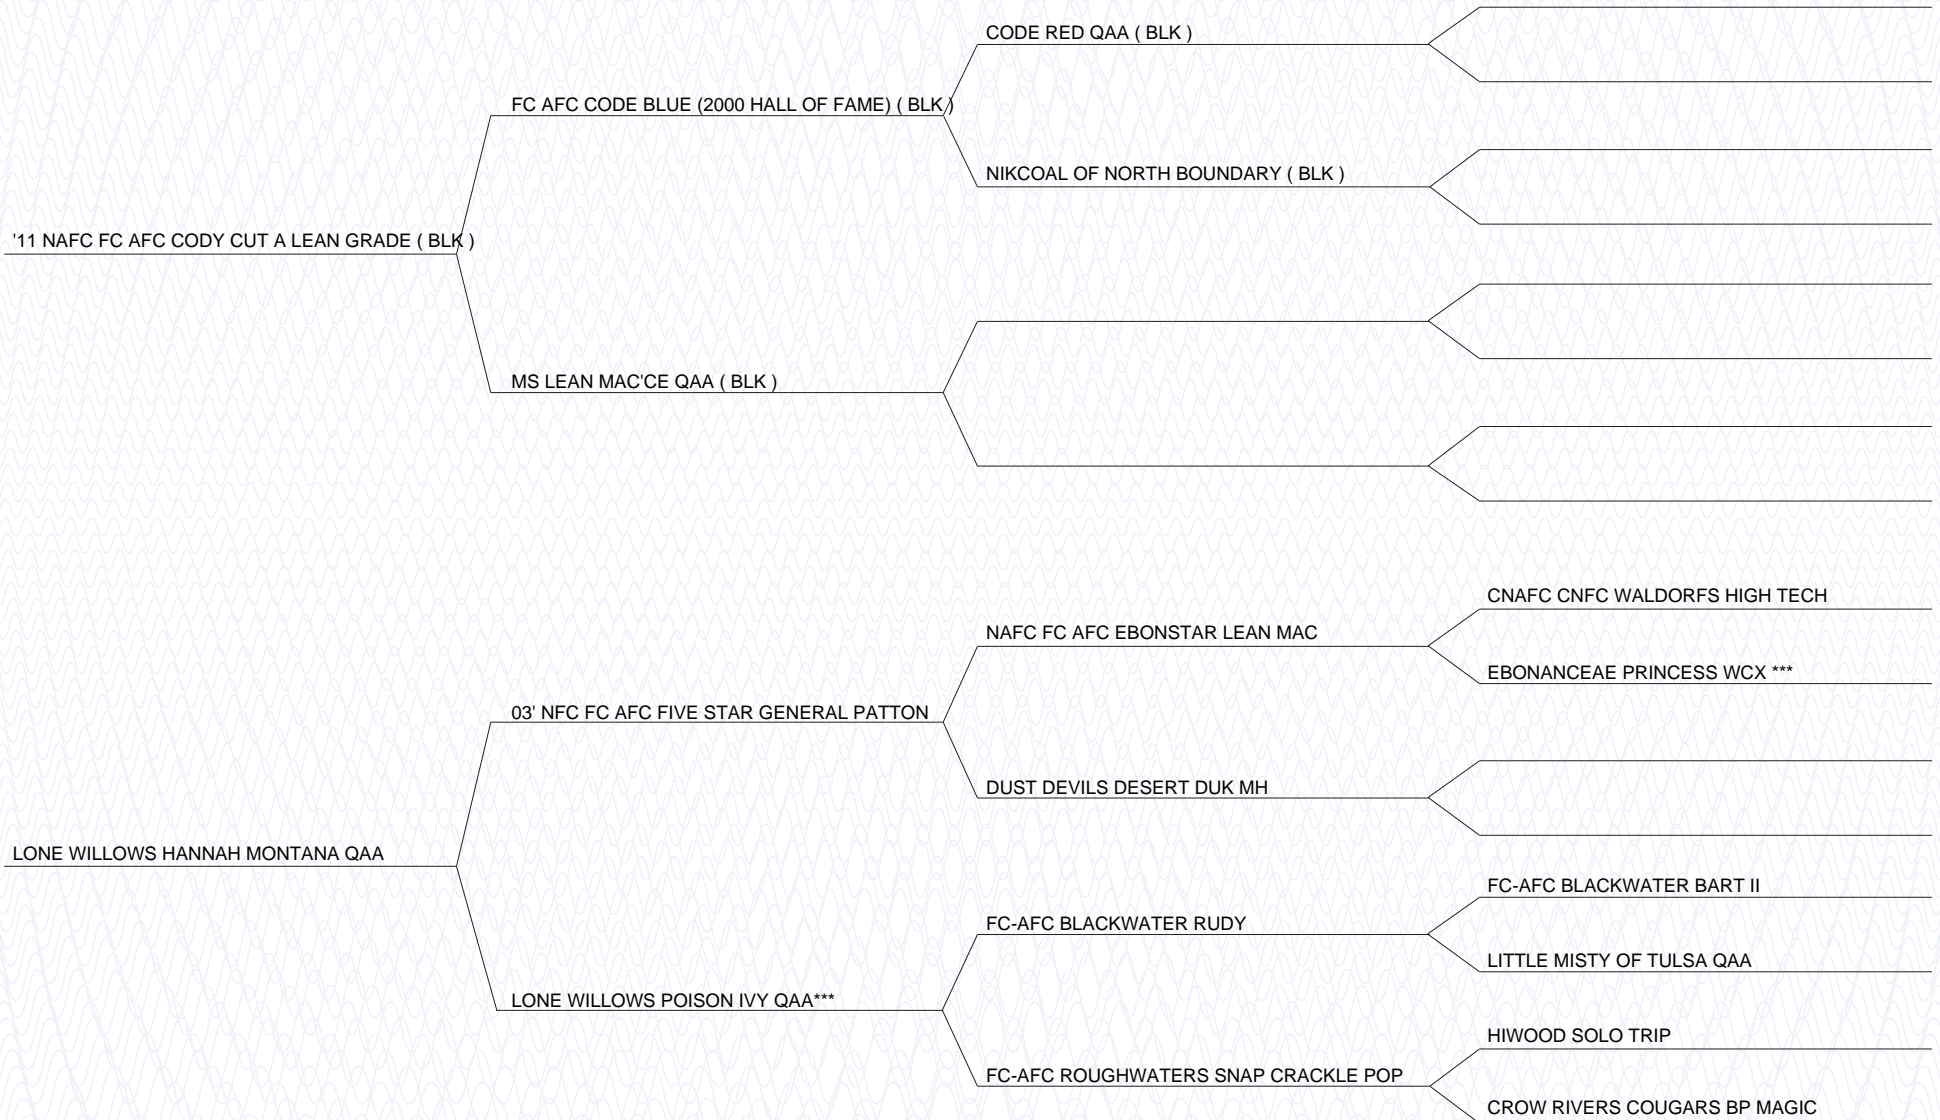 CODE RED QAA ( BLK )
FC AFC CODE BLUE (2000 HALL OF FAME) ( BLK )
NIKCOAL OF NORTH BOUNDARY ( BLK )
'11 NAFC FC AFC CODY CUT A LEAN GRADE ( BLK )
MS LEAN MAC'CE QAA ( BLK )
CNAFC CNFC WALDORFS HIGH TECH
NAFC FC AFC EBONSTAR LEAN MAC
EBONANCEAE PRINCESS WCX ***
03' NFC FC AFC FIVE STAR GENERAL PATTON
DUST DEVILS DESERT DUK MH
LONE WILLOWS HANNAH MONTANA QAA
FC-AFC BLACKWATER BART II
FC-AFC BLACKWATER RUDY
LITTLE MISTY OF TULSA QAA
LONE WILLOWS POISON IVY QAA***
HIWOOD SOLO TRIP
FC-AFC ROUGHWATERS SNAP CRACKLE POP
CROW RIVERS COUGARS BP MAGIC